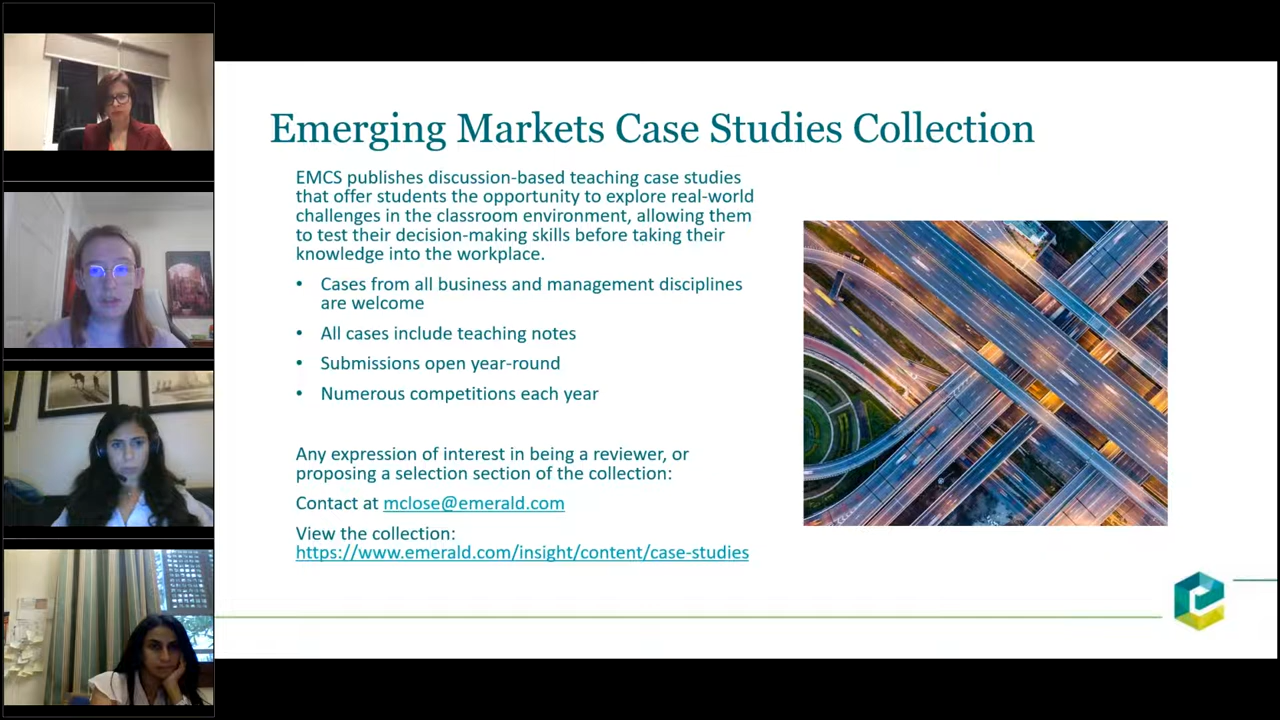 Emerging Markets Case Studies Collection
EMCS publishes discussion-based teaching case studies
that offer students the opportunity to explore real-world
challenges in the classroom environment, allowing them
to test their decision-making skills before taking their
knowledge into the workplace.
• Cases from all business and management disciplines
are welcome
• All cases include teaching notes
• Submissions open year-round
• Numerous competitions each year
Any expression of interest in being a reviewer, or
proposing a selection section of the collection:
Contact at mclose@emerald.com
View the collection:
https://www.emerald.com/insight/content/case-studies